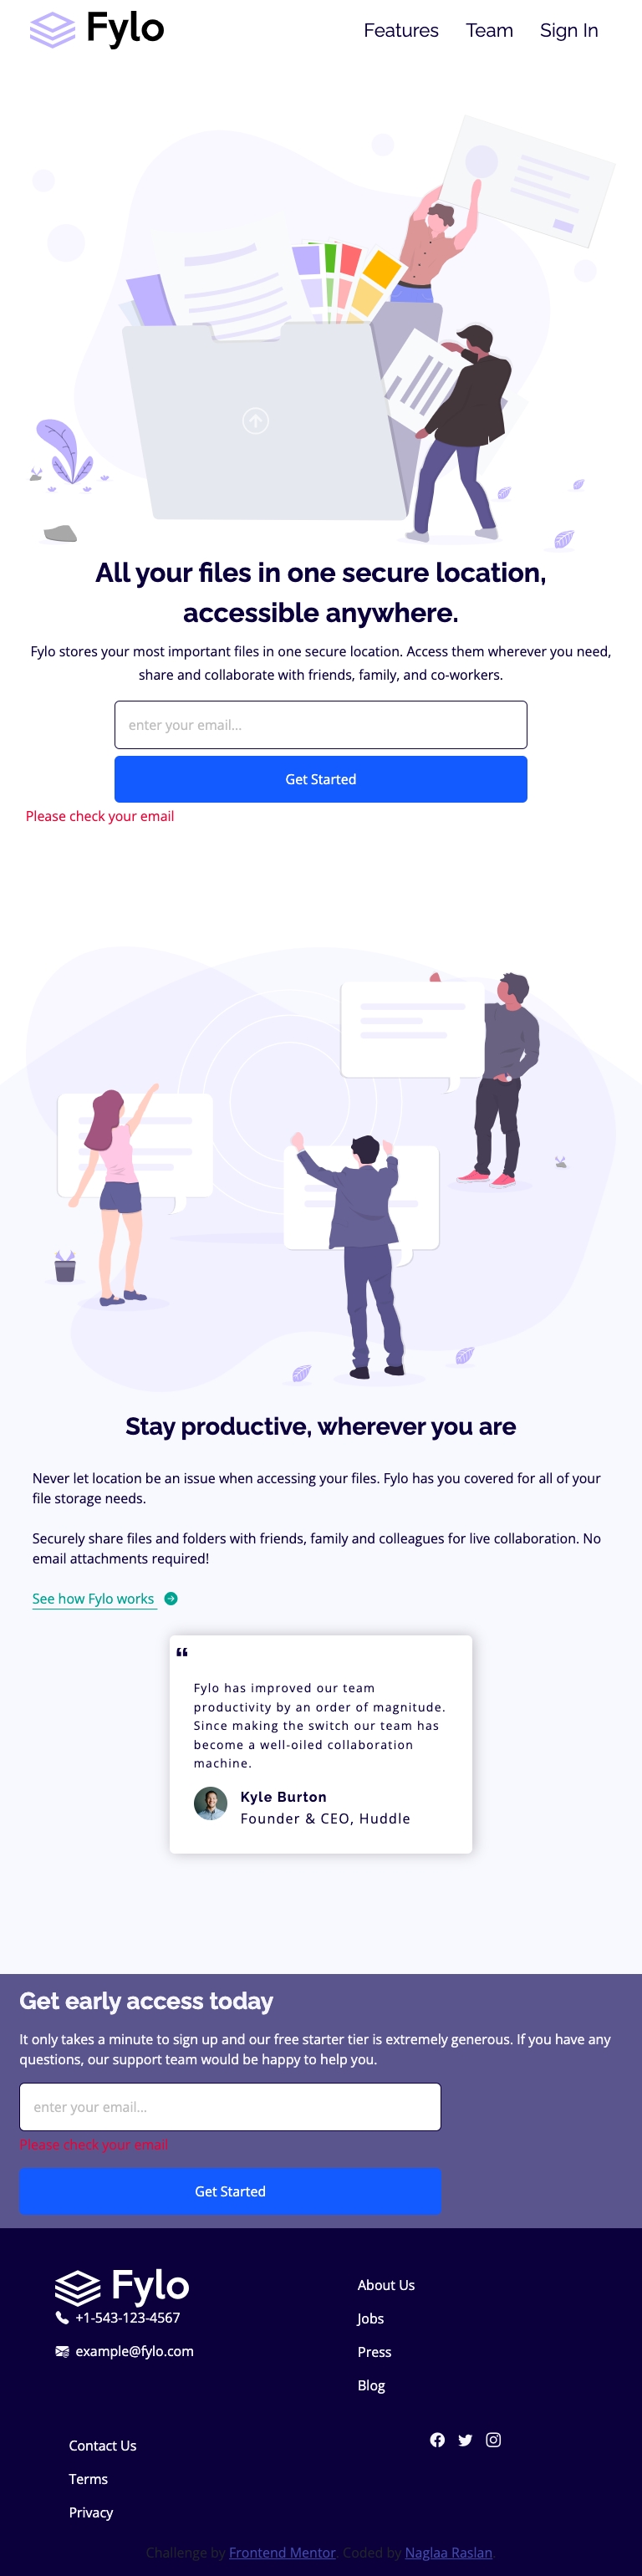 Fylo
Features Team Sign In
All your files in one secure location,
accessible anywhere.
Fylo stores your most important files in one secure location. Access them wherever you need,
share and collaborate with friends, family, and co-workers.
enter your email...
Get Started
Please check your email
Stay productive, wherever you are
Never let location be an issue when accessing your files. Fylo has you covered for all of your
file storage needs.
Securely share files and folders with friends, family and colleagues for live collaboration. No
email attachments required!
See how Fylo works
“
Fylo has improved our team
productivity by an order of magnitude.
Since making the switch our team has
become a well-oiled collaboration
machine.
Kyle Burton
Founder & CEO, Huddle
Get early access today
It only takes a minute to sign up and our free starter tier is extremely generous. If you have any
questions, our support team would be happy to help you.
enter your email...
Please check your email
Get Started
Fylo
+1-543-123-4567
example@fylo.com
About Us
Jobs
Press
Blog
Contact Us
Terms
Privacy
Challenge by Frontend Mentor. Coded by Naglaa Raslan.